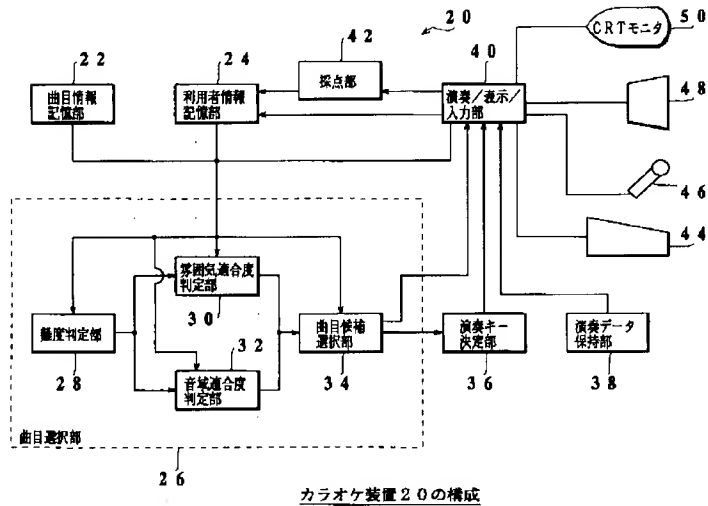 20
42
CRTモニタ
50
22
24
40
採点部
曲目情報
記憶部
利用者情報
記憶部
演奏／表示／
入力部
48
46
44
雰囲気適合度
判定部
30
難度判定部
28
32
音域適合度
判定部
曲目候補
選択部
34
演奏キー
決定部
36
演奏データ
保持部
38
曲目選択部
26
カラオケ装置20の構成